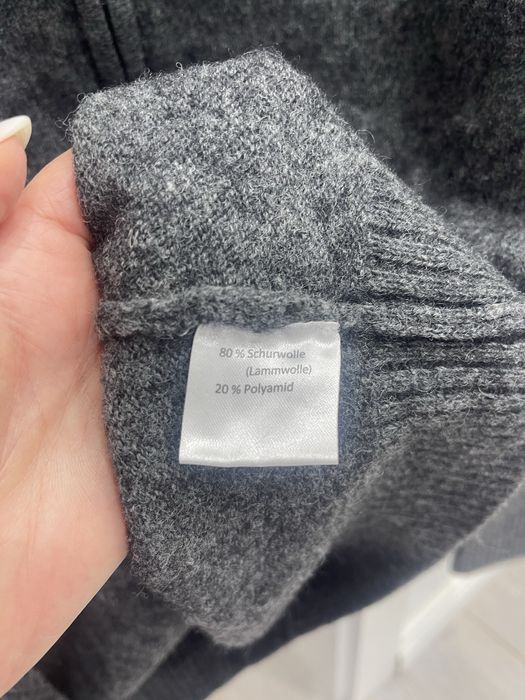 80 % Schurwolle
(Lammwolle)
20 % Polyamid